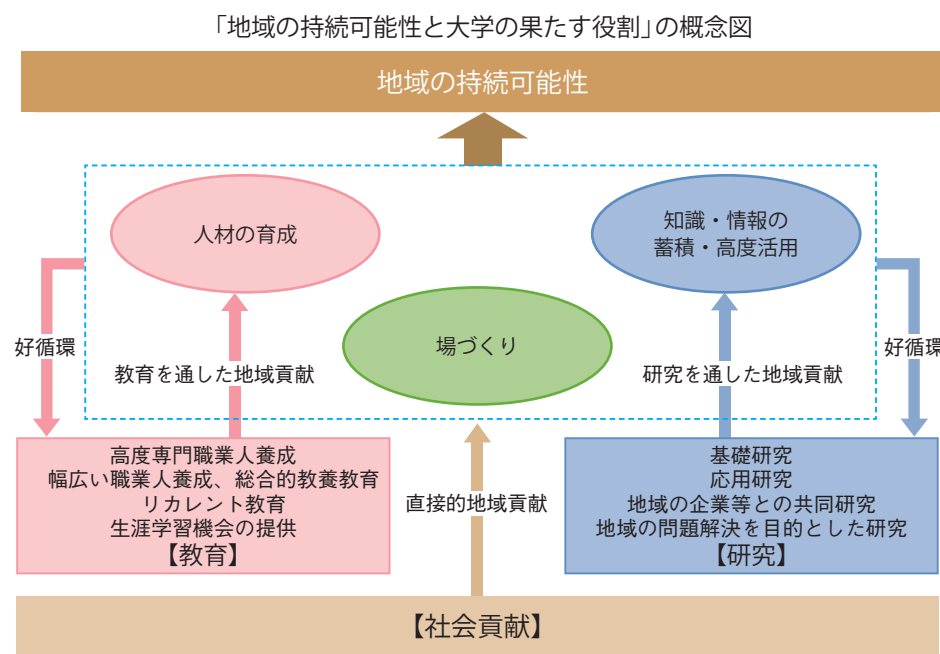 「地域の持続可能性と大学の果たす役割」の概念図
地域の持続可能性
人材の育成
知識・情報の
蓄積・高度活用
場づくり
好循環
好循環
教育を通した地域貢献
研究を通した地域貢献
高度専門職業人養成
幅広い職業人養成、総合的教養教育
リカレント教育
生涯学習機会の提供
【教育】
直接的地域貢献
基礎研究
応用研究
地域の企業等との共同研究
地域の問題解決を目的とした研究
【研究】
【社会貢献】